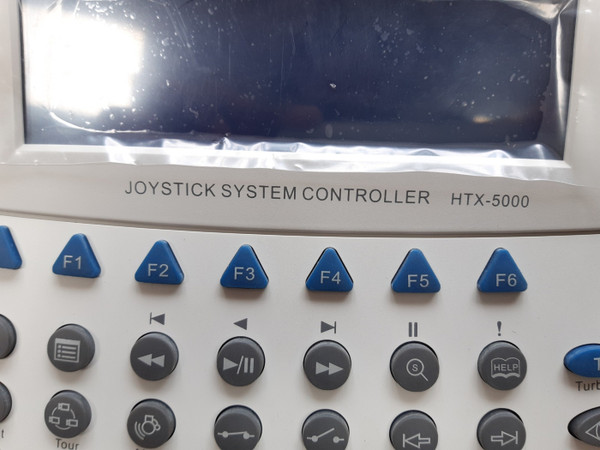 JOYSTICK SYSTEM CONTROLLER HTX-5000
F1 F2 F3 F4 F5 F6
S HELP
Tour